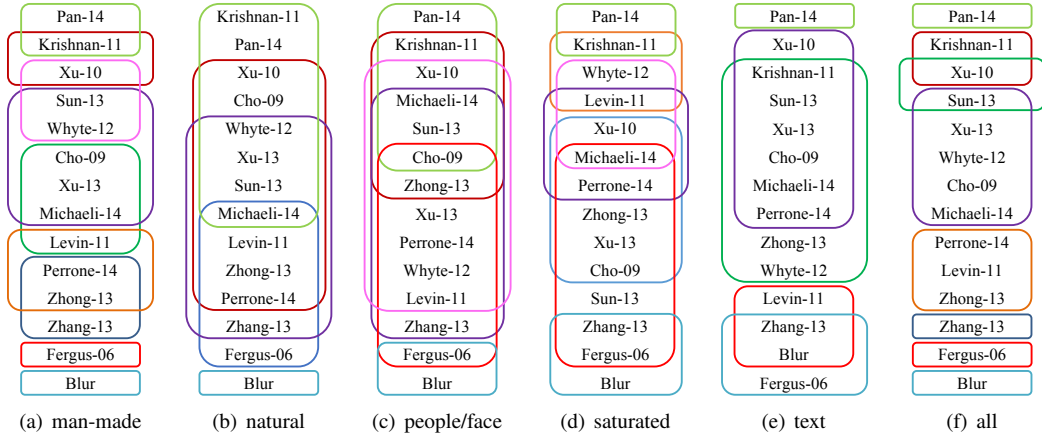 Pan-14
Krishnan-11
Xu-10
Sun-13
Whyte-12
Cho-09
Xu-13
Michaeli-14
Levin-11
Perrone-14
Zhong-13
Zhang-13
Fergus-06
Blur
(a) man-made
Krishnan-11
Pan-14
Xu-10
Cho-09
Whyte-12
Xu-13
Sun-13
Michaeli-14
Levin-11
Zhong-13
Perrone-14
Zhang-13
Fergus-06
Blur
(b) natural
Pan-14
Krishnan-11
Xu-10
Michaeli-14
Sun-13
Cho-09
Zhong-13
Xu-13
Perrone-14
Whyte-12
Levin-11
Zhang-13
Fergus-06
Blur
(c) people/face
Pan-14
Krishnan-11
Whyte-12
Levin-11
Xu-10
Michaeli-14
Perrone-14
Zhong-13
Xu-13
Cho-09
Sun-13
Zhang-13
Fergus-06
Blur
(d) saturated
Pan-14
Xu-10
Krishnan-11
Sun-13
Xu-13
Cho-09
Michaeli-14
Perrone-14
Zhong-13
Whyte-12
Levin-11
Zhang-13
Blur
Fergus-06
(e) text
Pan-14
Krishnan-11
Xu-10
Sun-13
Xu-13
Whyte-12
Cho-09
Michaeli-14
Perrone-14
Levin-11
Zhong-13
Zhang-13
Fergus-06
Blur
(f) all